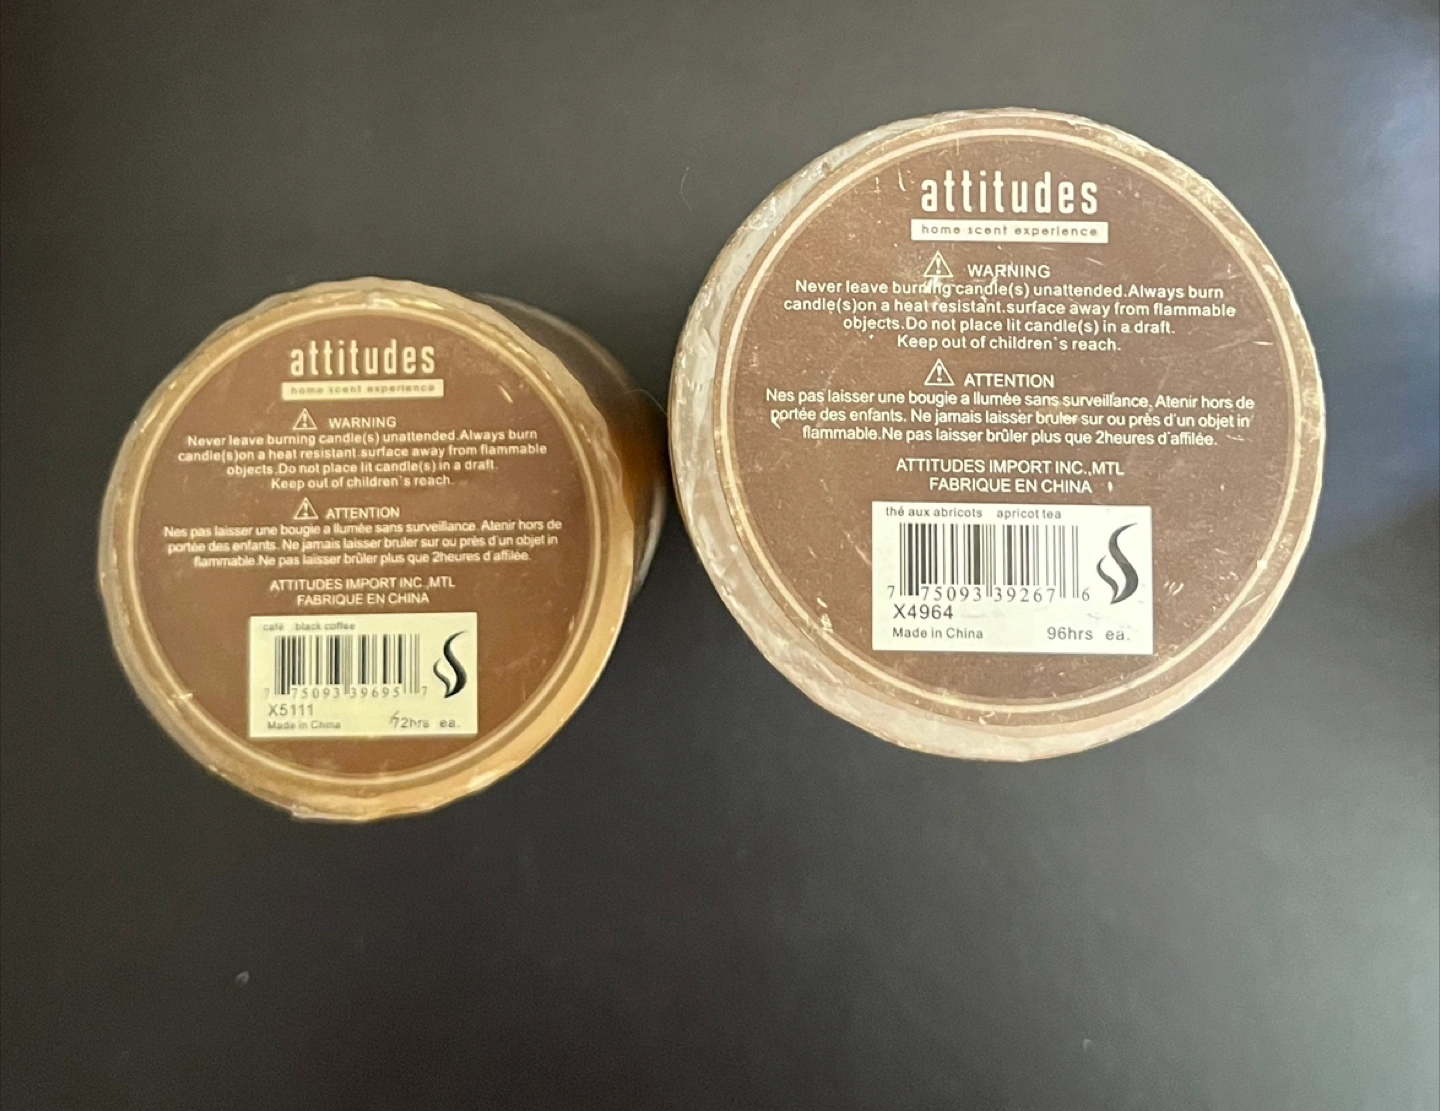 attitudes
home scent experience
WARNING
Never leave burning candle(s) unattended.Always burn
candle(s)on a heat resistant.surface away from flammable
objects.Do not place lit candle(s) in a draft.
Keep out of children`s reach.
ATTENTION
Nes pas laisser une bougie a llumée sans surveillance. Atenir hors de
portée des enfants. Ne jamais laisser bruler sur ou près d'un objet in
flammable.Ne pas laisser brûler plus que 2heures d'affilée.
ATTITUDES IMPORT INC.,MTL
FABRIQUE EN CHINA
café black coffee
7 75093 39695 7
X5111
Made in China 72hrs ea.
attitudes
home scent experience
WARNING
Never leave burning candle(s) unattended.Always burn
candle(s)on a heat resistant.surface away from flammable
objects.Do not place lit candle(s) in a draft.
Keep out of children`s reach.
ATTENTION
Nes pas laisser une bougie a llumée sans surveillance. Atenir hors de
portée des enfants. Ne jamais laisser bruler sur ou près d'un objet in
flammable.Ne pas laisser brûler plus que 2heures d'affilée.
ATTITUDES IMPORT INC.,MTL
FABRIQUE EN CHINA
thé aux abricots apricot tea
7 75093 39267 6
X4964
Made in China 96hrs ea.